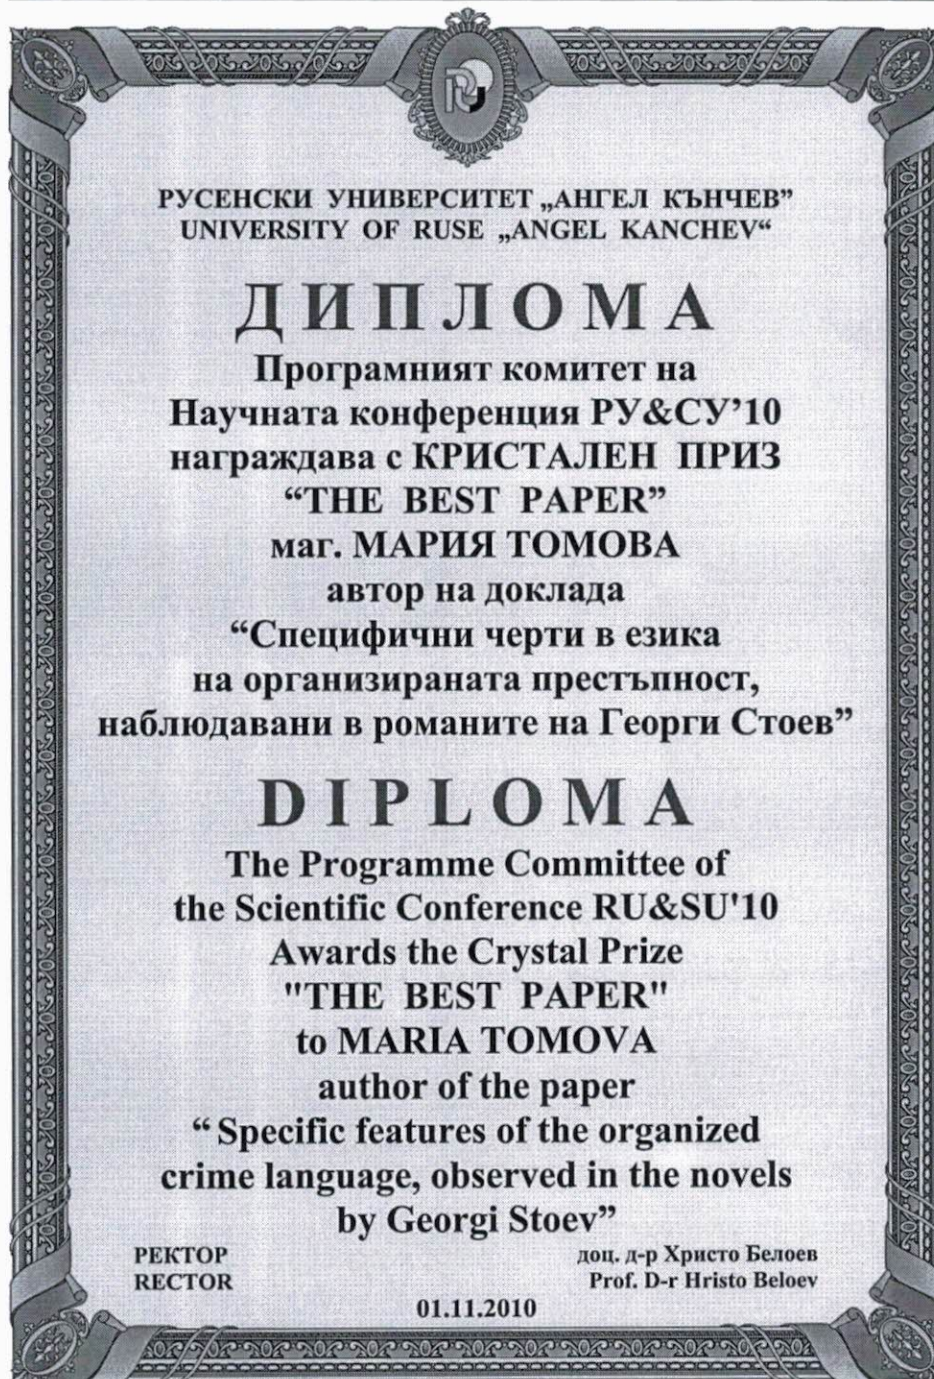 РУСЕНСКИ УНИВЕРСИТЕТ „АНГЕЛ КЪНЧЕВ”
UNIVERSITY OF RUSE „ANGEL KANCHEV“
ДИПЛОМА
Програмният комитет на
Научната конференция РУ&СУ’10
награждава с КРИСТАЛЕН ПРИЗ
“THE BEST PAPER”
маг. МАРИЯ ТОМОВА
автор на доклада
“Специфични черти в езика
на организираната престъпност,
наблюдавани в романите на Георги Стоев”
DIPLOMA
The Programme Committee of
the Scientific Conference RU&SU'10
Awards the Crystal Prize
"THE BEST PAPER"
to MARIA TOMOVA
author of the paper
“ Specific features of the organized
crime language, observed in the novels
by Georgi Stoev”
РЕКТОР доц. д-р Христо Белоев
RECTOR Prof. D-r Hristo Beloev
01.11.2010